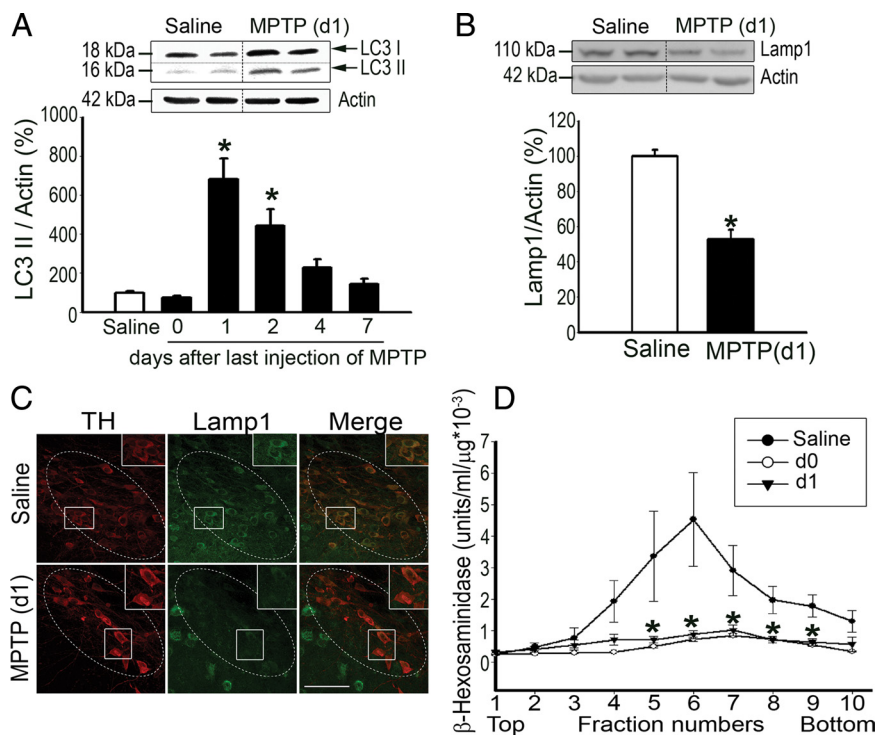 A
Saline MPTP (d1)
18 kDa
LC3 I
16 kDa
LC3 II
42 kDa
Actin
LC3 II / Actin (%)
1000
800
600
400
200
0
*
*
Saline 0 1 2 4 7
days after last injection of MPTP
B
Saline MPTP (d1)
110 kDa
Lamp1
42 kDa
Actin
Lamp1/Actin (%)
120
100
80
60
40
20
0
*
Saline MPTP(d1)
C
TH Lamp1 Merge
Saline
MPTP (d1)
D
β-Hexosaminidase (units/ml/µg*10⁻³)
7
6
5
4
3
2
1
0
Saline
d0
d1
* * * * *
1 2 3 4 5 6 7 8 9 10
Top Fraction numbers Bottom